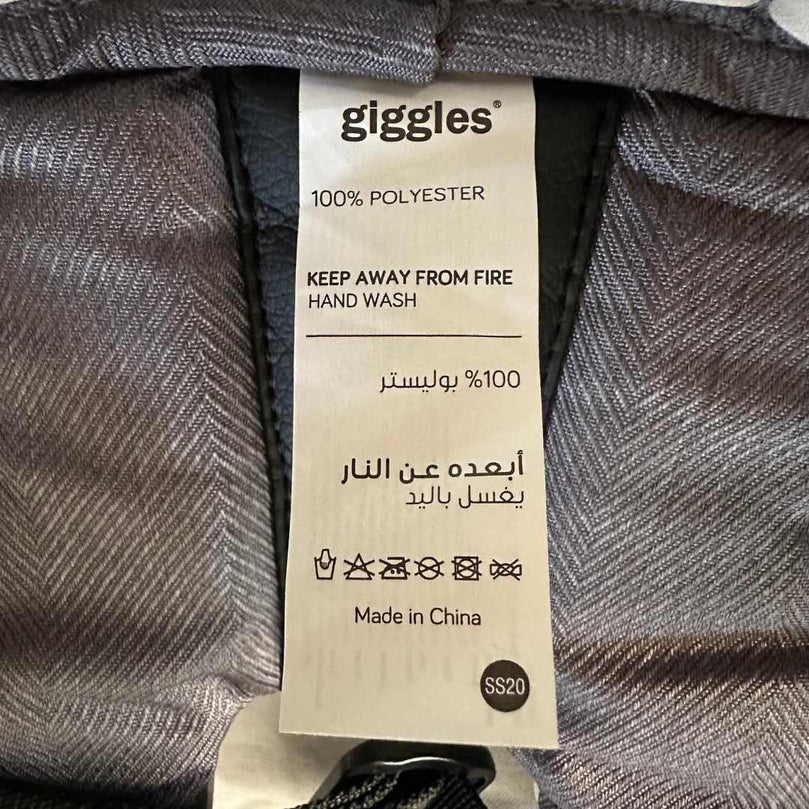 giggles®
100% POLYESTER
KEEP AWAY FROM FIRE
HAND WASH
100% بوليستر
أبعده عن النار
يغسل باليد
Made in China
SS20